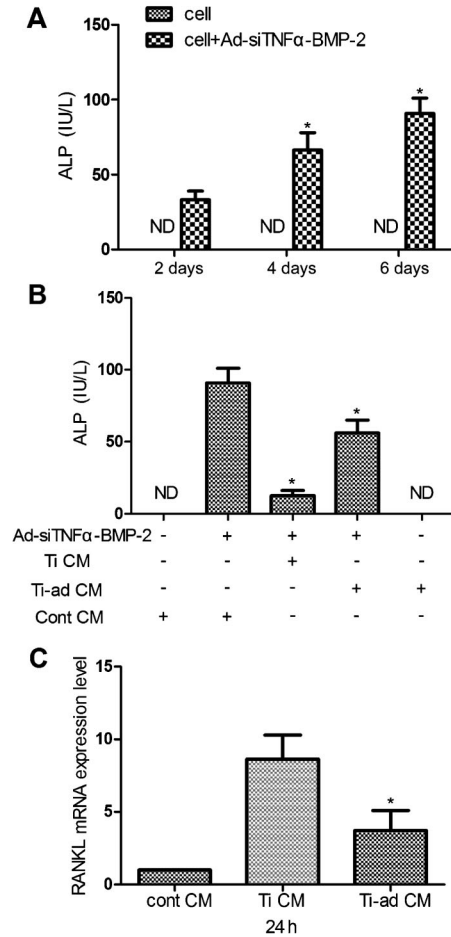 A
cell
cell+Ad-siTNFα-BMP-2
ALP (IU/L)
150
100
50
0
*
*
ND
ND
ND
2 days
4 days
6 days
B
ALP (IU/L)
150
100
50
0
*
*
ND
ND
Ad-siTNFα-BMP-2 - + + + -
Ti CM - - + - -
Ti-ad CM - - - + +
Cont CM + + - - -
C
RANKL mRNA expression level
15
10
5
0
*
cont CM
Ti CM
Ti-ad CM
24 h